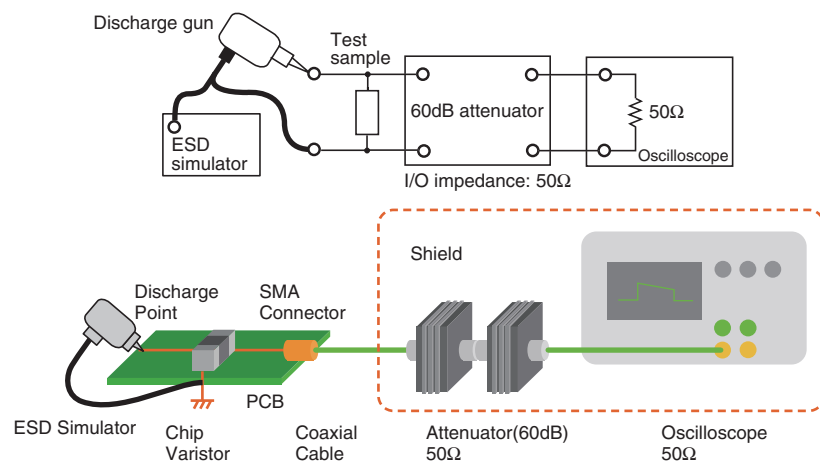 Discharge gun
Test
sample
ESD
simulator
60dB attenuator
I/O impedance: 50Ω
50Ω
Oscilloscope
Shield
Discharge
Point
SMA
Connector
ESD Simulator
PCB
Chip
Varistor
Coaxial
Cable
Attenuator(60dB)
50Ω
Oscilloscope
50Ω